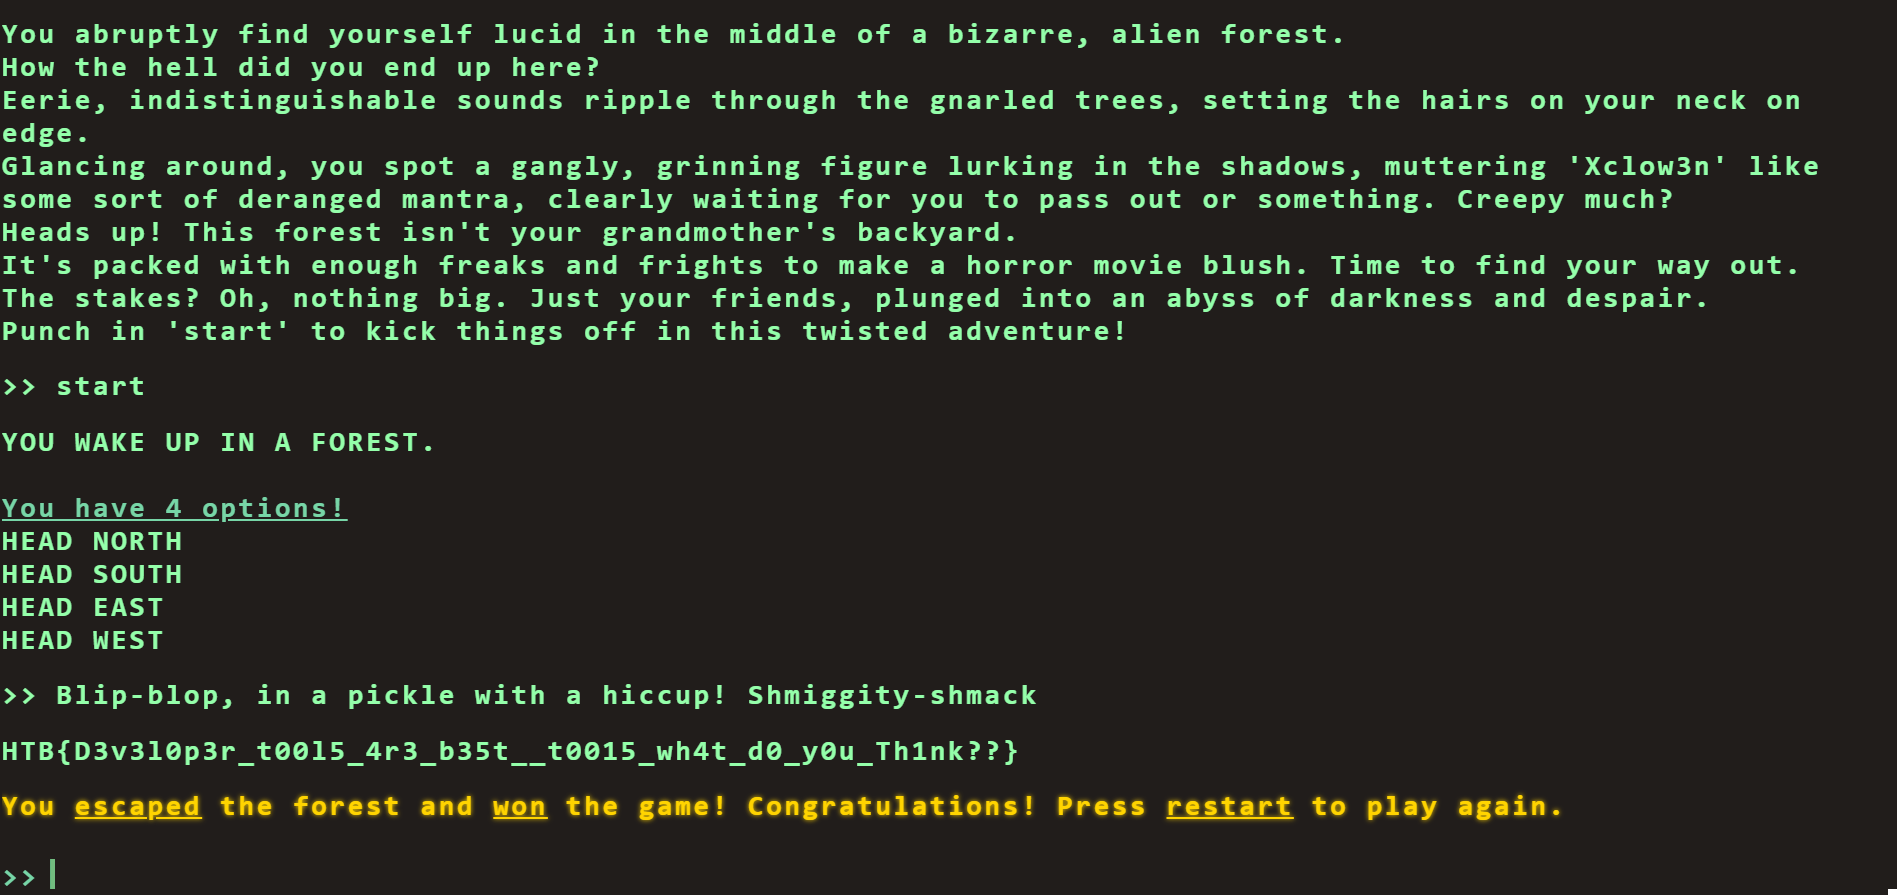 You abruptly find yourself lucid in the middle of a bizarre, alien forest.
How the hell did you end up here?
Eerie, indistinguishable sounds ripple through the gnarled trees, setting the hairs on your neck on
edge.
Glancing around, you spot a gangly, grinning figure lurking in the shadows, muttering 'Xclow3n' like
some sort of deranged mantra, clearly waiting for you to pass out or something. Creepy much?
Heads up! This forest isn't your grandmother's backyard.
It's packed with enough freaks and frights to make a horror movie blush. Time to find your way out.
The stakes? Oh, nothing big. Just your friends, plunged into an abyss of darkness and despair.
Punch in 'start' to kick things off in this twisted adventure!
>> start
YOU WAKE UP IN A FOREST.
You have 4 options!
HEAD NORTH
HEAD SOUTH
HEAD EAST
HEAD WEST
>> Blip-blop, in a pickle with a hiccup! Shmiggity-shmack
HTB{D3v3l0p3r_t00l5_4r3_b35t__t0015_wh4t_d0_y0u_Th1nk??}
You escaped the forest and won the game! Congratulations! Press restart to play again.
>>